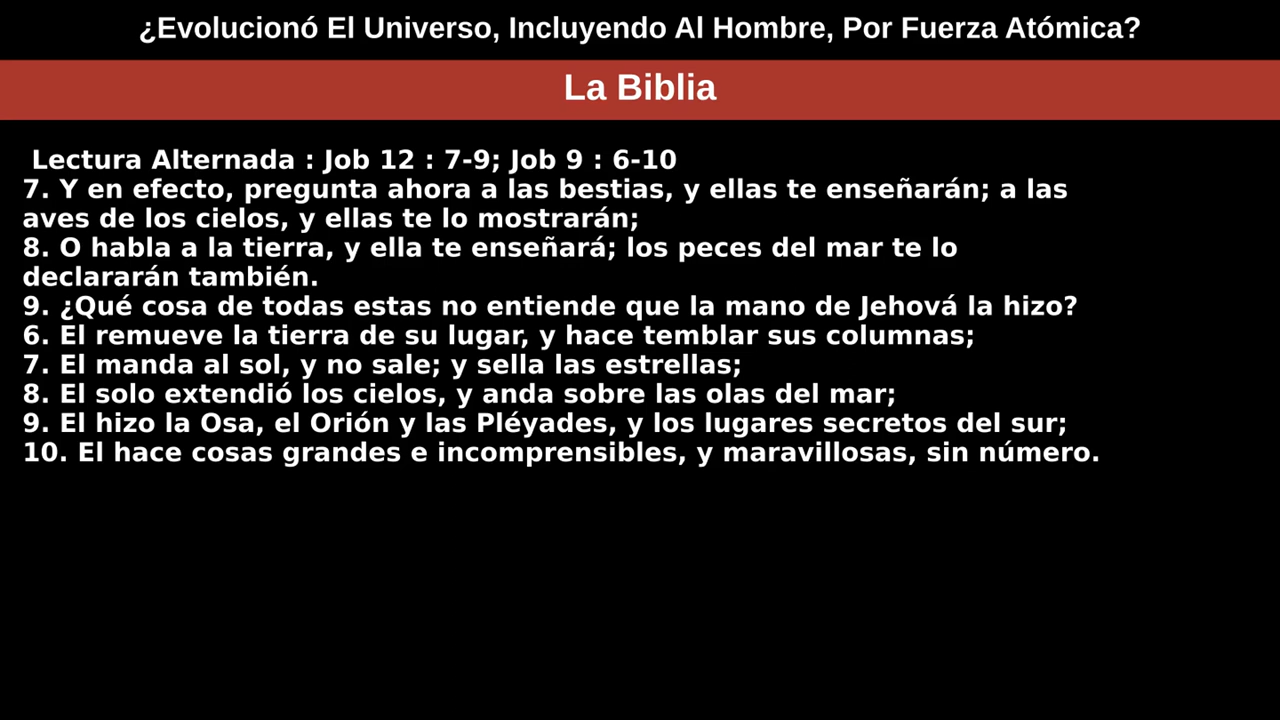 ¿Evolucionó El Universo, Incluyendo Al Hombre, Por Fuerza Atómica?
La Biblia
Lectura Alternada : Job 12 : 7-9; Job 9 : 6-10
7. Y en efecto, pregunta ahora a las bestias, y ellas te enseñarán; a las
aves de los cielos, y ellas te lo mostrarán;
8. O habla a la tierra, y ella te enseñará; los peces del mar te lo
declararán también.
9. ¿Qué cosa de todas estas no entiende que la mano de Jehová la hizo?
6. El remueve la tierra de su lugar, y hace temblar sus columnas;
7. El manda al sol, y no sale; y sella las estrellas;
8. El solo extendió los cielos, y anda sobre las olas del mar;
9. El hizo la Osa, el Orión y las Pléyades, y los lugares secretos del sur;
10. El hace cosas grandes e incomprensibles, y maravillosas, sin número.